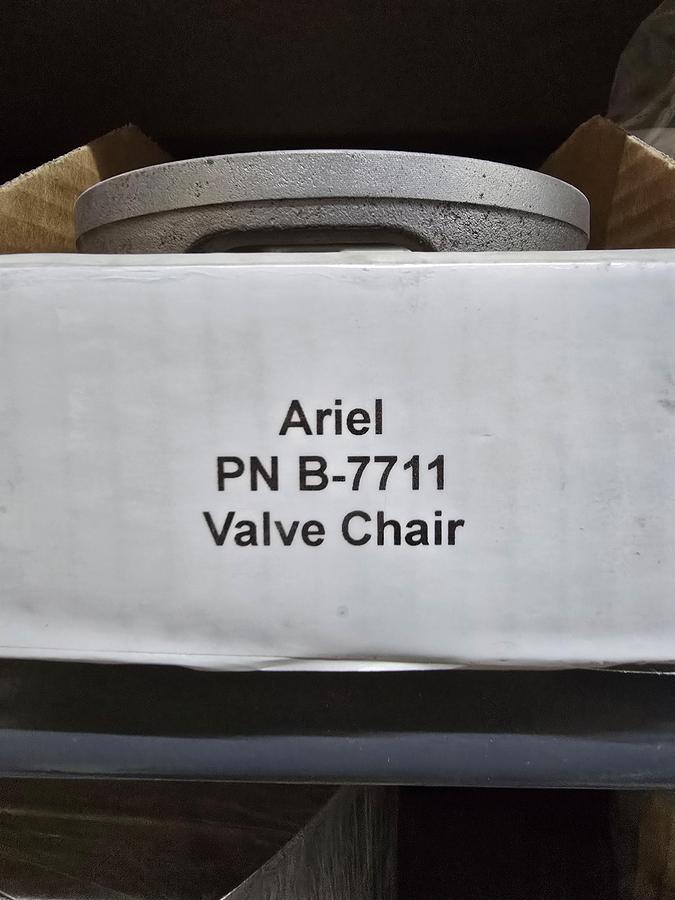 Ariel
PN B-7711
Valve Chair